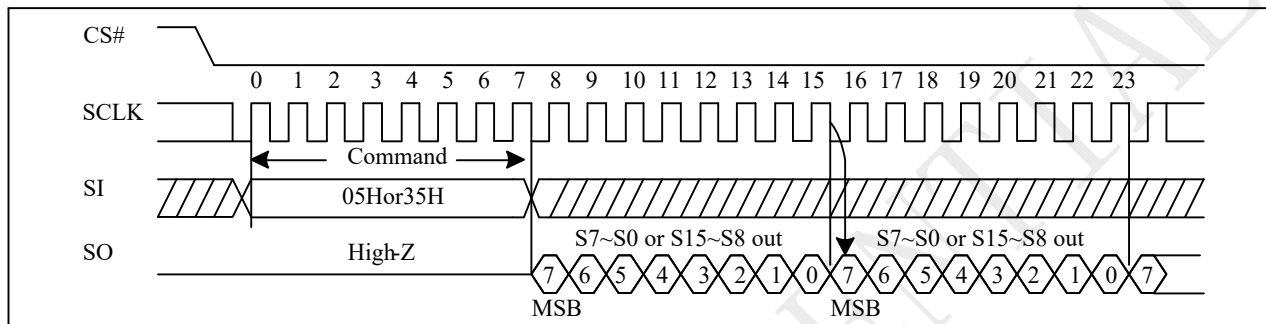 CS#
0 1 2 3 4 5 6 7 8 9 10 11 12 13 14 15 16 17 18 19 20 21 22 23
SCLK
Command
SI
05Hor35H
S7~S0 or S15~S8 out S7~S0 or S15~S8 out
SO
High-Z
7 6 5 4 3 2 1 0 7 6 5 4 3 2 1 0 7
MSB MSB